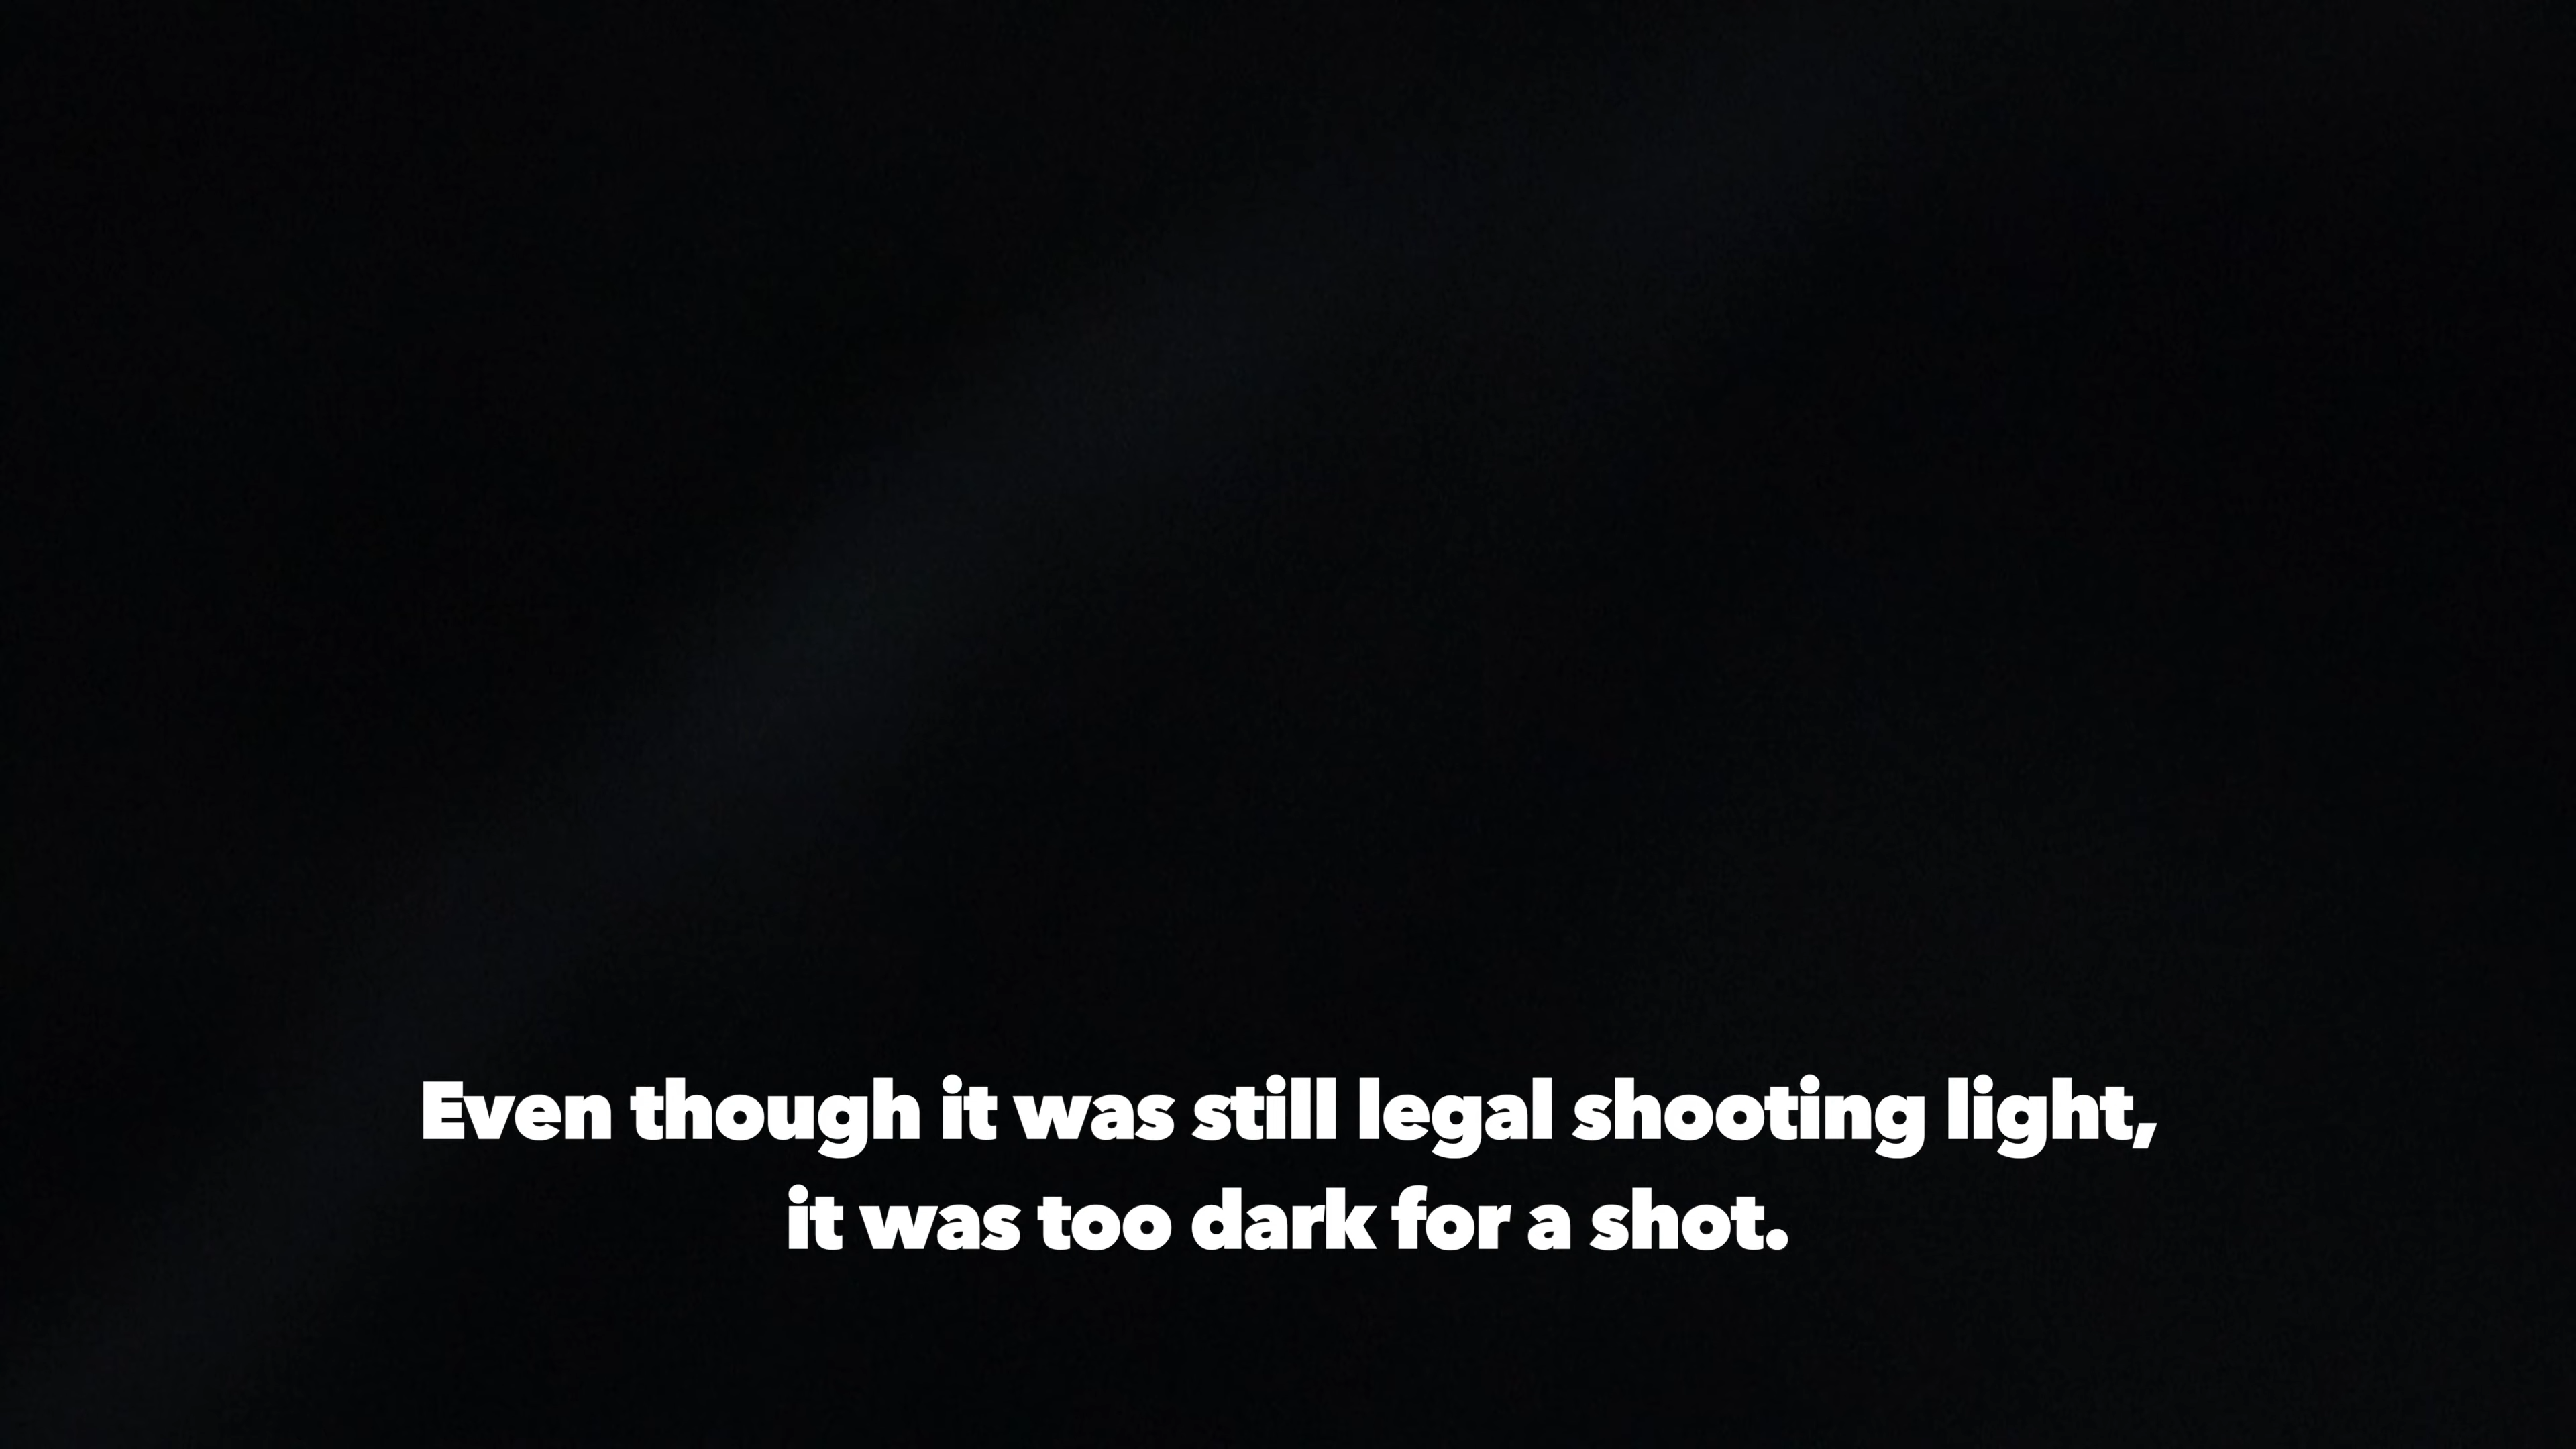 Even though it was still legal shooting light,
it was too dark for a shot.